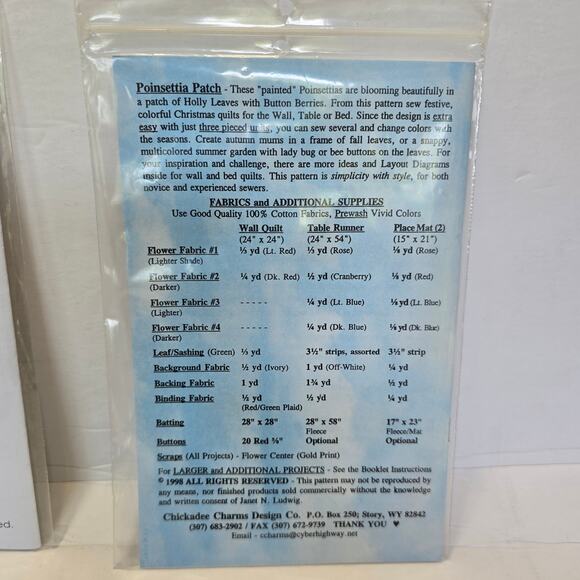 Poinsettia Patch - These "painted" Poinsettias are blooming beautifully in
a patch of Holly Leaves with Button Berries. From this pattern sew festive,
colorful Christmas quilts for the Wall, Table or Bed. Since the design is extra
easy with just three pieced units, you can sew several and change colors with
the seasons. Create autumn mums in a frame of fall leaves, or a snappy,
multicolored summer garden with lady bug or bee buttons on the leaves. For
your inspiration and challenge, there are more ideas and Layout Diagrams
inside for wall and bed quilts. This pattern is simplicity with style, for both
novice and experienced sewers.
FABRICS and ADDITIONAL SUPPLIES
Use Good Quality 100% Cotton Fabrics, Prewash Vivid Colors
Wall Quilt Table Runner Place Mat (2)
(24" x 24") (24" x 54") (15" x 21")
Flower Fabric #1 ⅓ yd (Lt. Red) ⅓ yd (Rose) ⅛ yd (Rose)
(Lighter Shade)
Flower Fabric #2 ¼ yd (Dk. Red) ½ yd (Cranberry) ⅛ yd (Red)
(Darker)
Flower Fabric #3 - - - - - ¼ yd (Lt. Blue) ⅛ yd (Lt. Blue)
(Lighter)
Flower Fabric #4 - - - - - ¼ yd (Dk. Blue) ⅛ yd (Dk. Blue)
(Darker)
Leaf/Sashing (Green) ⅓ yd 3½" strips, assorted 3½" strip
Background Fabric ½ yd (Ivory) 1 yd (Off-White) ¼ yd
Backing Fabric 1 yd 1¾ yd ½ yd
Binding Fabric ½ yd ½ yd ¼ yd
(Red/Green Plaid)
Batting 28" x 28" 28" x 58" 17" x 23"
Fleece Fleece/Mat
Buttons 20 Red ⅜" Optional Optional
Scraps (All Projects) - Flower Center (Gold Print)
For LARGER and ADDITIONAL PROJECTS - See the Booklet Instructions
© 1998 ALL RIGHTS RESERVED - This pattern may not be reproduced by
any means, nor finished products sold commercially without the knowledge
and written consent of Janet N. Ludwig.
Chickadee Charms Design Co. P.O. Box 250; Story, WY 82842
(307) 683-2902 / FAX (307) 672-9739 THANK YOU ♥
Email - ccharms@cyberhighway.net
ed.